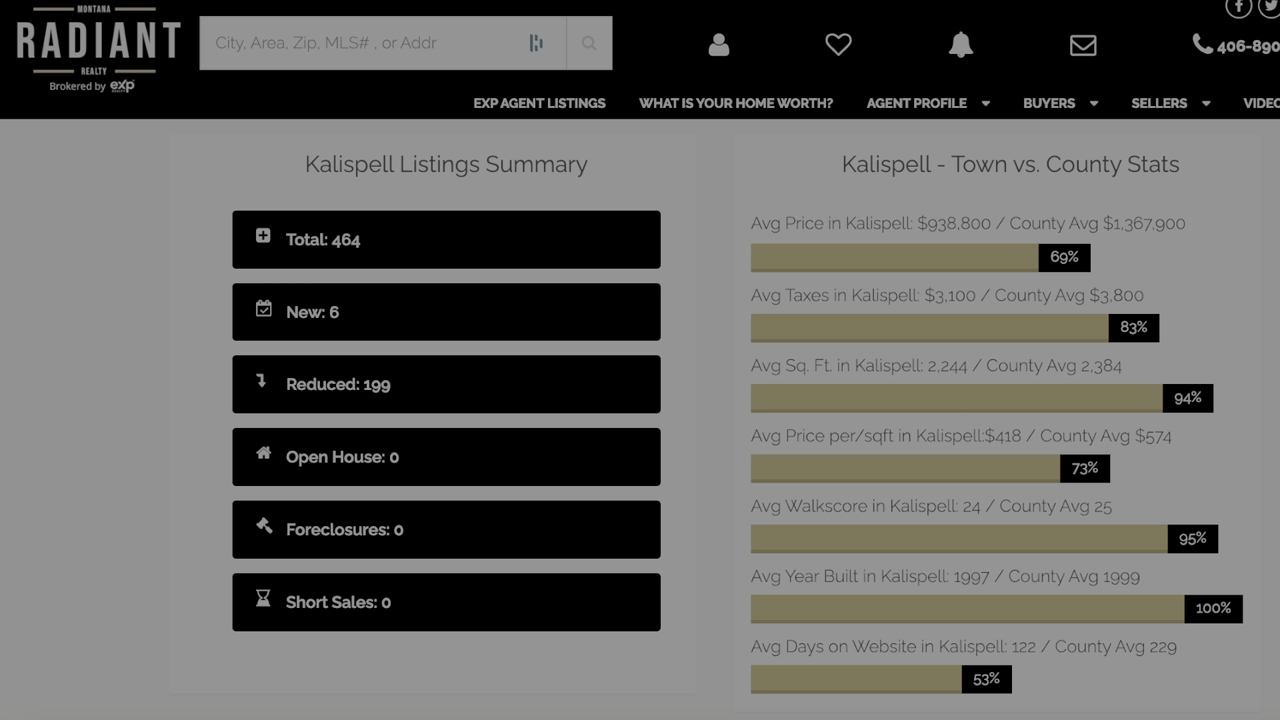 MONTANA
RADIANT
REALTY
Brokered by exp
REALTY
City, Area, Zip, MLS# , or Addr
406-890
EXP AGENT LISTINGS
WHAT IS YOUR HOME WORTH?
AGENT PROFILE
BUYERS
SELLERS
VIDEO
Kalispell Listings Summary
Total: 464
New: 6
Reduced: 199
Open House: 0
Foreclosures: 0
Short Sales: 0
Kalispell - Town vs. County Stats
Avg Price in Kalispell: $938,800 / County Avg $1,367,900
69%
Avg Taxes in Kalispell: $3,100 / County Avg $3,800
83%
Avg Sq. Ft. in Kalispell: 2,244 / County Avg 2,384
94%
Avg Price per/sqft in Kalispell:$418 / County Avg $574
73%
Avg Walkscore in Kalispell: 24 / County Avg 25
95%
Avg Year Built in Kalispell: 1997 / County Avg 1999
100%
Avg Days on Website in Kalispell: 122 / County Avg 229
53%